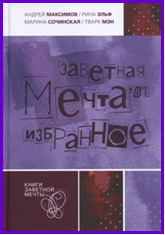 АНДРЕЙ МАКСИМОВ / РИНА ЭЛЬФ
МАРИНА СОЧИНСКАЯ / ТВАРК МЭН
ЗАВЕТНАЯ
МЕЧТА
ИЗБРАННОЕ
КНИГИ
ЗАВЕТНОЙ
МЕЧТЫ